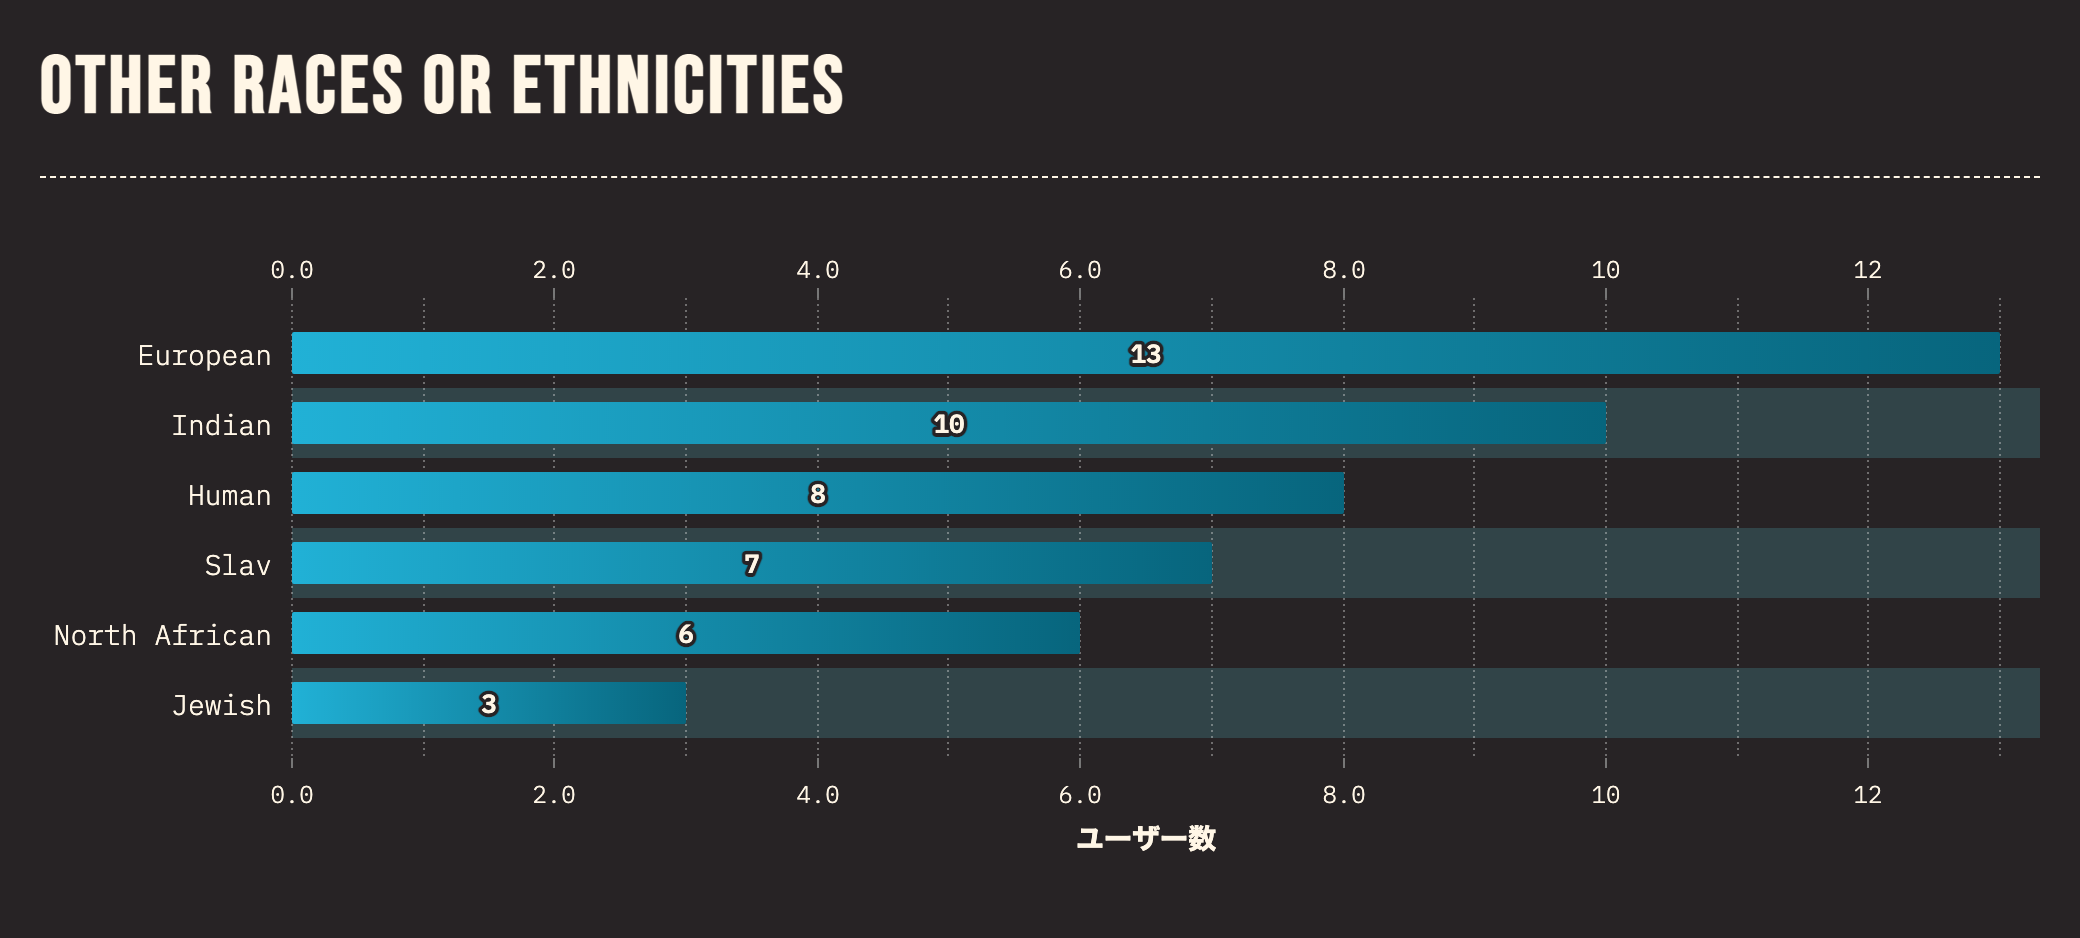 OTHER RACES OR ETHNICITIES
0.0 2.0 4.0 6.0 8.0 10 12
European 13
Indian 10
Human 8
Slav 7
North African 6
Jewish 3
0.0 2.0 4.0 6.0 8.0 10 12
ユーザー数